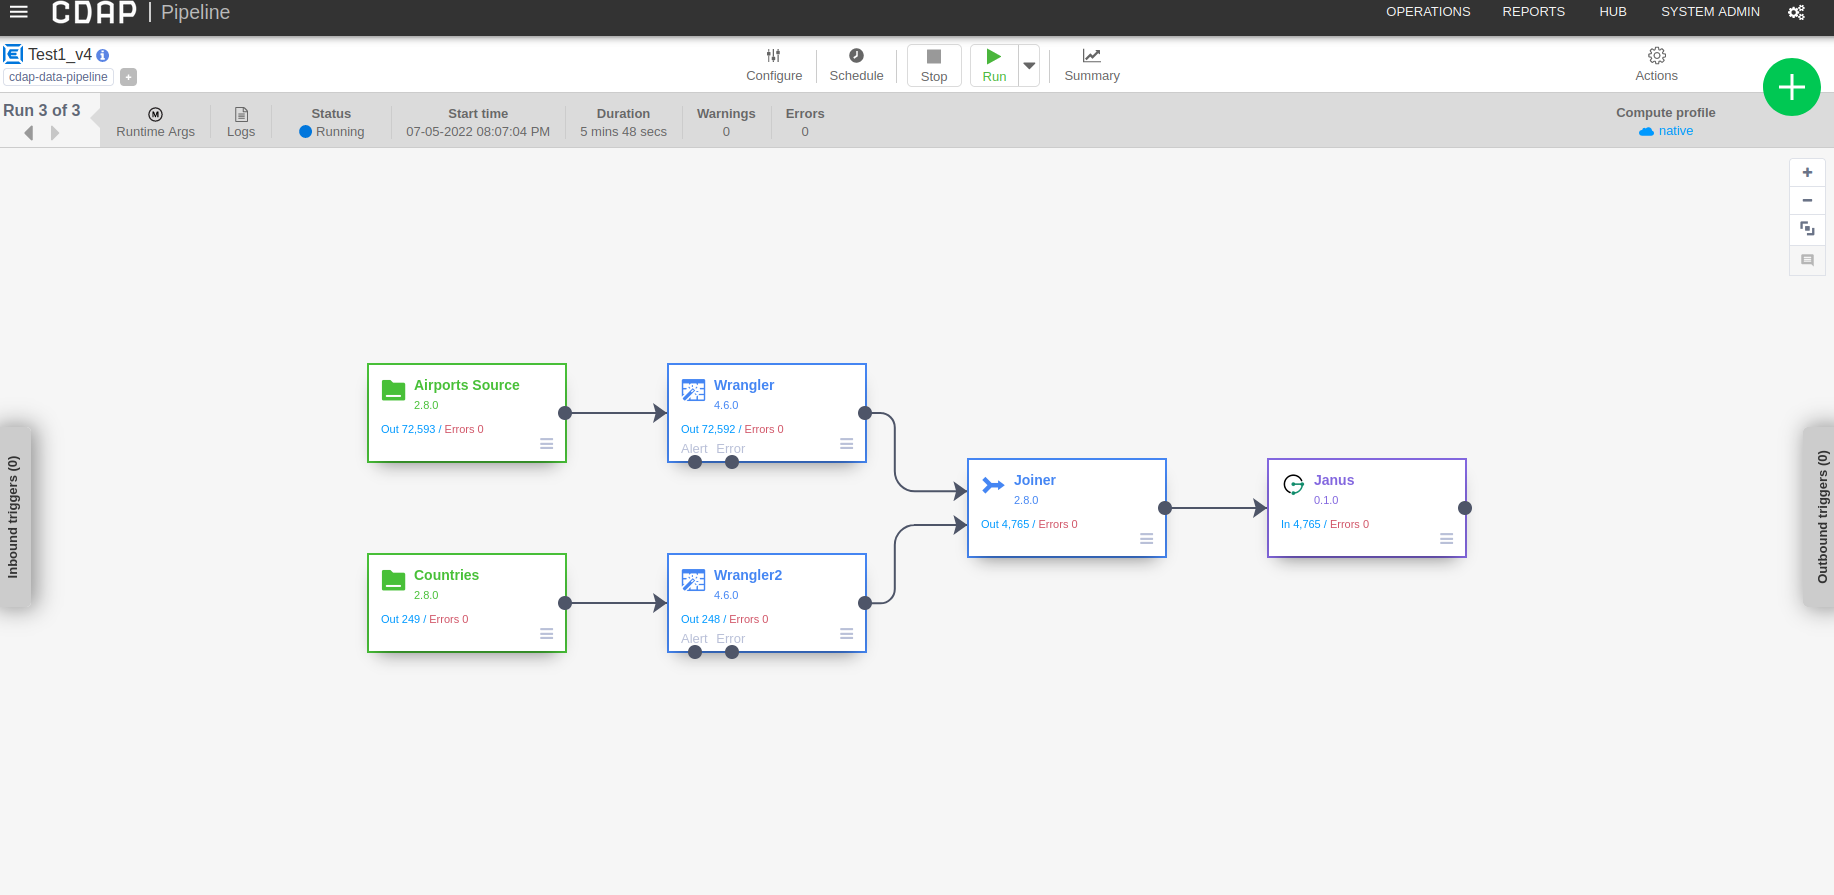 CDAP | Pipeline
OPERATIONS REPORTS HUB SYSTEM ADMIN
Test1_v4
cdap-data-pipeline +
Configure
Schedule
Stop
Run
Summary
Actions
Run 3 of 3
M
Runtime Args
Logs
Status
Running
Start time
07-05-2022 08:07:04 PM
Duration
5 mins 48 secs
Warnings
0
Errors
0
Compute profile
native
Inbound triggers (0)
Airports Source
2.8.0
Out 72,593 / Errors 0
Wrangler
4.6.0
Out 72,592 / Errors 0
Alert Error
Countries
2.8.0
Out 249 / Errors 0
Wrangler2
4.6.0
Out 248 / Errors 0
Alert Error
Joiner
2.8.0
Out 4,765 / Errors 0
Janus
0.1.0
In 4,765 / Errors 0
Outbound triggers (0)